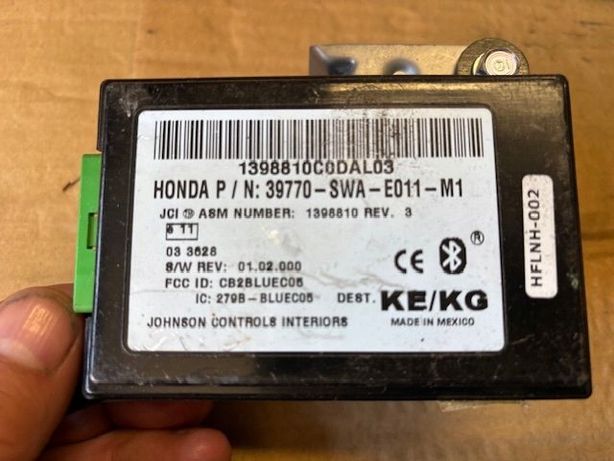 1398810C0DAL03
HONDA P / N: 39770-SWA-E011-M1
JCI ASM NUMBER: 1398810 REV. 3
e 11
03 3628
S/W REV: 01.02.000
FCC ID: CB2BLUEC05
IC: 279B-BLUEC05
DEST. KE/KG
JOHNSON CONTROLS INTERIORS
MADE IN MEXICO
CE
®
HFLNH-002